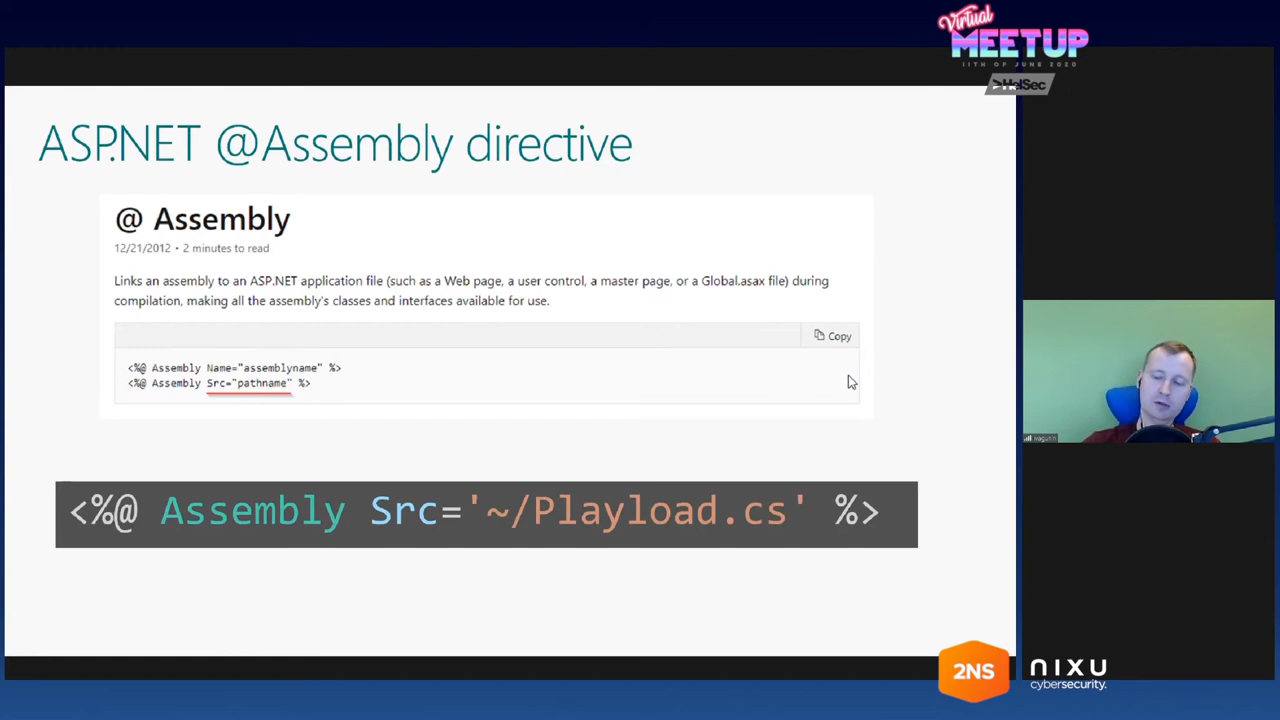 Virtual
MEETUP
11TH OF JUNE 2020
>HelSec
ASP.NET @Assembly directive
@ Assembly
12/21/2012 • 2 minutes to read
Links an assembly to an ASP.NET application file (such as a Web page, a user control, a master page, or a Global.asax file) during
compilation, making all the assembly's classes and interfaces available for use.
Copy
<%@ Assembly Name="assemblyname" %>
<%@ Assembly Src="pathname" %>
<%@ Assembly Src='~/Playload.cs' %>
2NS
nixu
cybersecurity.